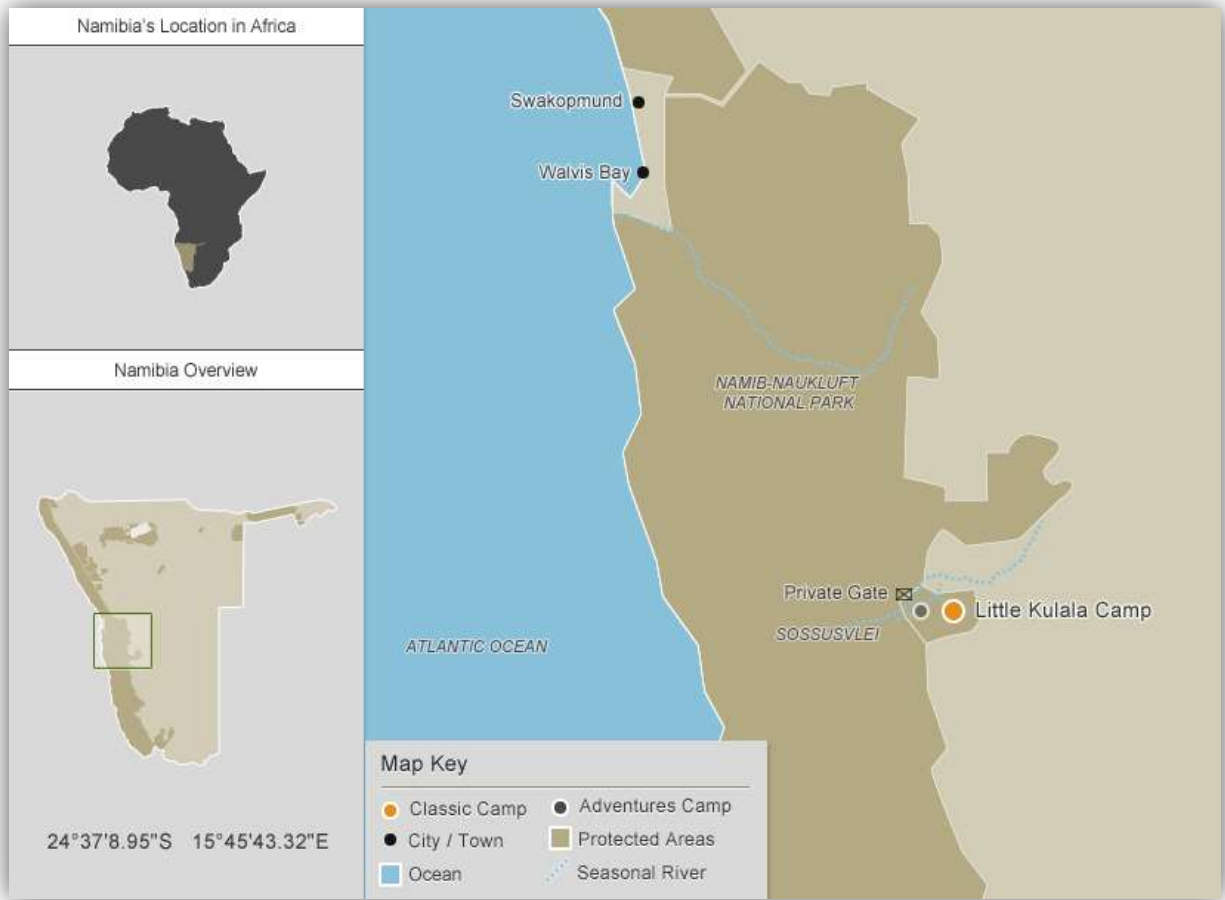 Namibia's Location in Africa
Namibia Overview
24°37'8.95"S 15°45'43.32"E
Swakopmund
Walvis Bay
NAMIB-NAUKLUFT
NATIONAL PARK
Private Gate
Little Kulala Camp
SOSSUSVLEI
ATLANTIC OCEAN
Map Key
Classic Camp
Adventures Camp
City / Town
Protected Areas
Ocean
Seasonal River